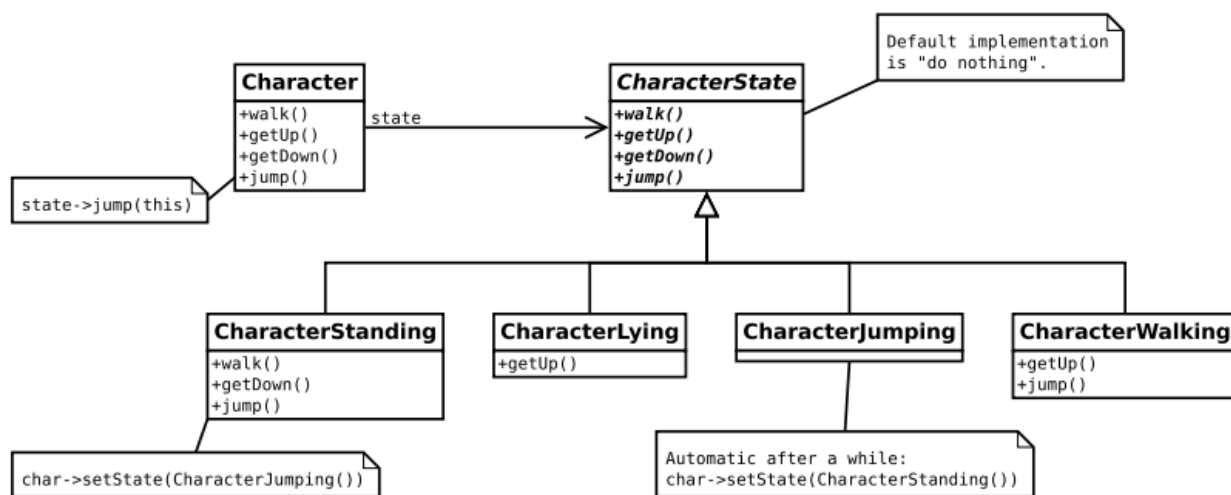 Default implementation
is "do nothing".
Character
+walk()
+getUp()
+getDown()
+jump()
state
CharacterState
+walk()
+getUp()
+getDown()
+jump()
state->jump(this)
CharacterStanding
+walk()
+getDown()
+jump()
CharacterLying
+getUp()
CharacterJumping
CharacterWalking
+getUp()
+jump()
char->setState(CharacterJumping())
Automatic after a while:
char->setState(CharacterStanding())